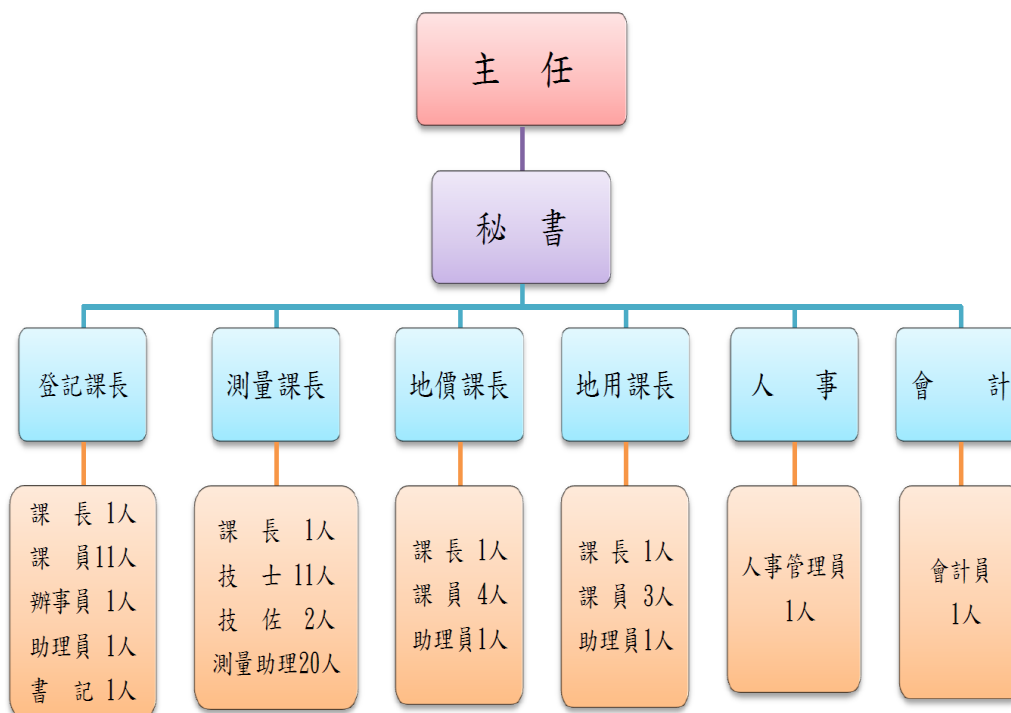 主 任
秘 書
登記課長
測量課長
地價課長
地用課長
人 事
會 計
課 長 1人
課 員11人
辦事員 1人
助理員 1人
書 記 1人
課 長 1人
技 士 11人
技 佐 2人
測量助理20人
課 長 1人
課 員 4人
助理員1人
課 長 1人
課 員 3人
助理員1人
人事管理員
1人
會計員
1人